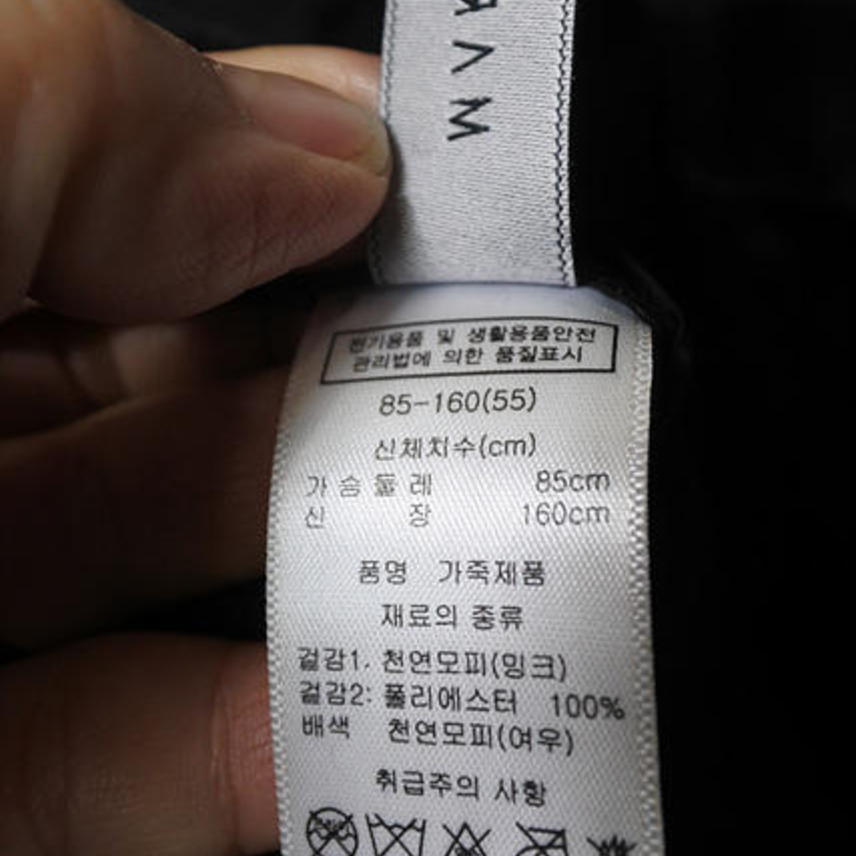 전기용품 및 생활용품안전
관리법에 의한 품질표시
85-160(55)
신체치수(cm)
가슴둘레 85cm
신 장 160cm
품명 가죽제품
재료의 종류
겉감1. 천연모피(밍크)
겉감2: 폴리에스터 100%
배색 천연모피(여우)
취급주의 사항